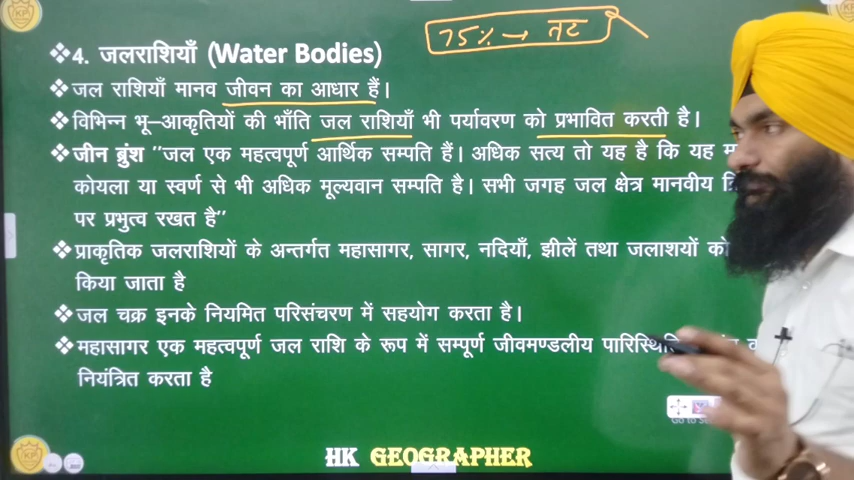 75% → तट
❖4. जलराशियाँ (Water Bodies)
❖जल राशियाँ मानव जीवन का आधार हैं।
❖विभिन्न भू–आकृतियों की भाँति जल राशियाँ भी पर्यावरण को प्रभावित करती है।
❖जीन ब्रुंश "जल एक महत्वपूर्ण आर्थिक सम्पति हैं। अधिक सत्य तो यह है कि यह
कोयला या स्वर्ण से भी अधिक मूल्यवान सम्पति है। सभी जगह जल क्षेत्र मानवीय
पर प्रभुत्व रखत है"
❖प्राकृतिक जलराशियों के अन्तर्गत महासागर, सागर, नदियाँ, झीलें तथा जलाशयों को
किया जाता है
❖जल चक्र इनके नियमित परिसंचरण में सहयोग करता है।
❖महासागर एक महत्वपूर्ण जल राशि के रूप में सम्पूर्ण जीवमण्डलीय
नियंत्रित करता है
HK GEOGRAPHER